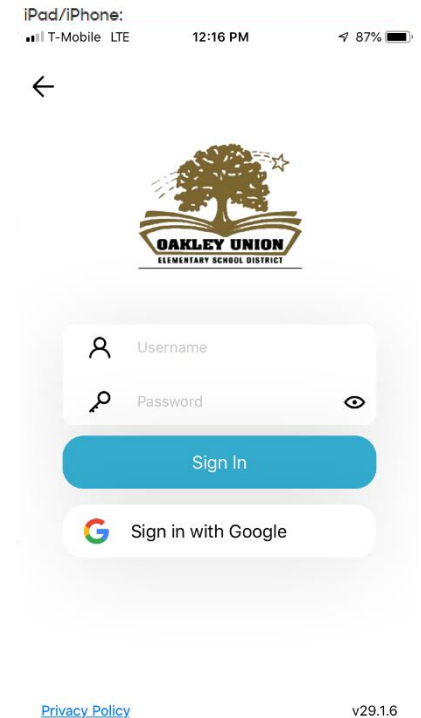 iPad/iPhone:
T-Mobile LTE 12:16 PM 87%
OAKLEY UNION
ELEMENTARY SCHOOL DISTRICT
Username
Password
Sign In
Sign in with Google
Privacy Policy v29.1.6